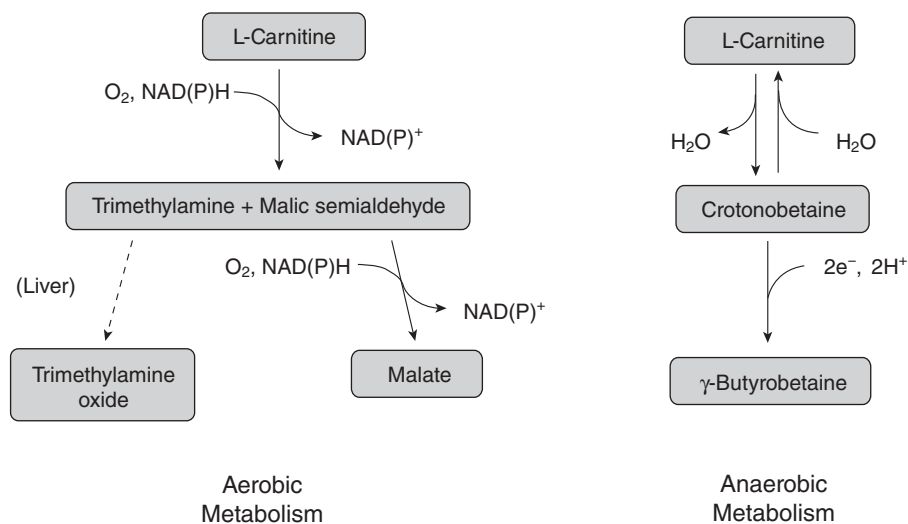 L-Carnitine
O₂, NAD(P)H
NAD(P)⁺
Trimethylamine + Malic semialdehyde
(Liver)
O₂, NAD(P)H
NAD(P)⁺
Trimethylamine
oxide
Malate
Aerobic
Metabolism
L-Carnitine
H₂O
H₂O
Crotonobetaine
2e⁻, 2H⁺
γ-Butyrobetaine
Anaerobic
Metabolism